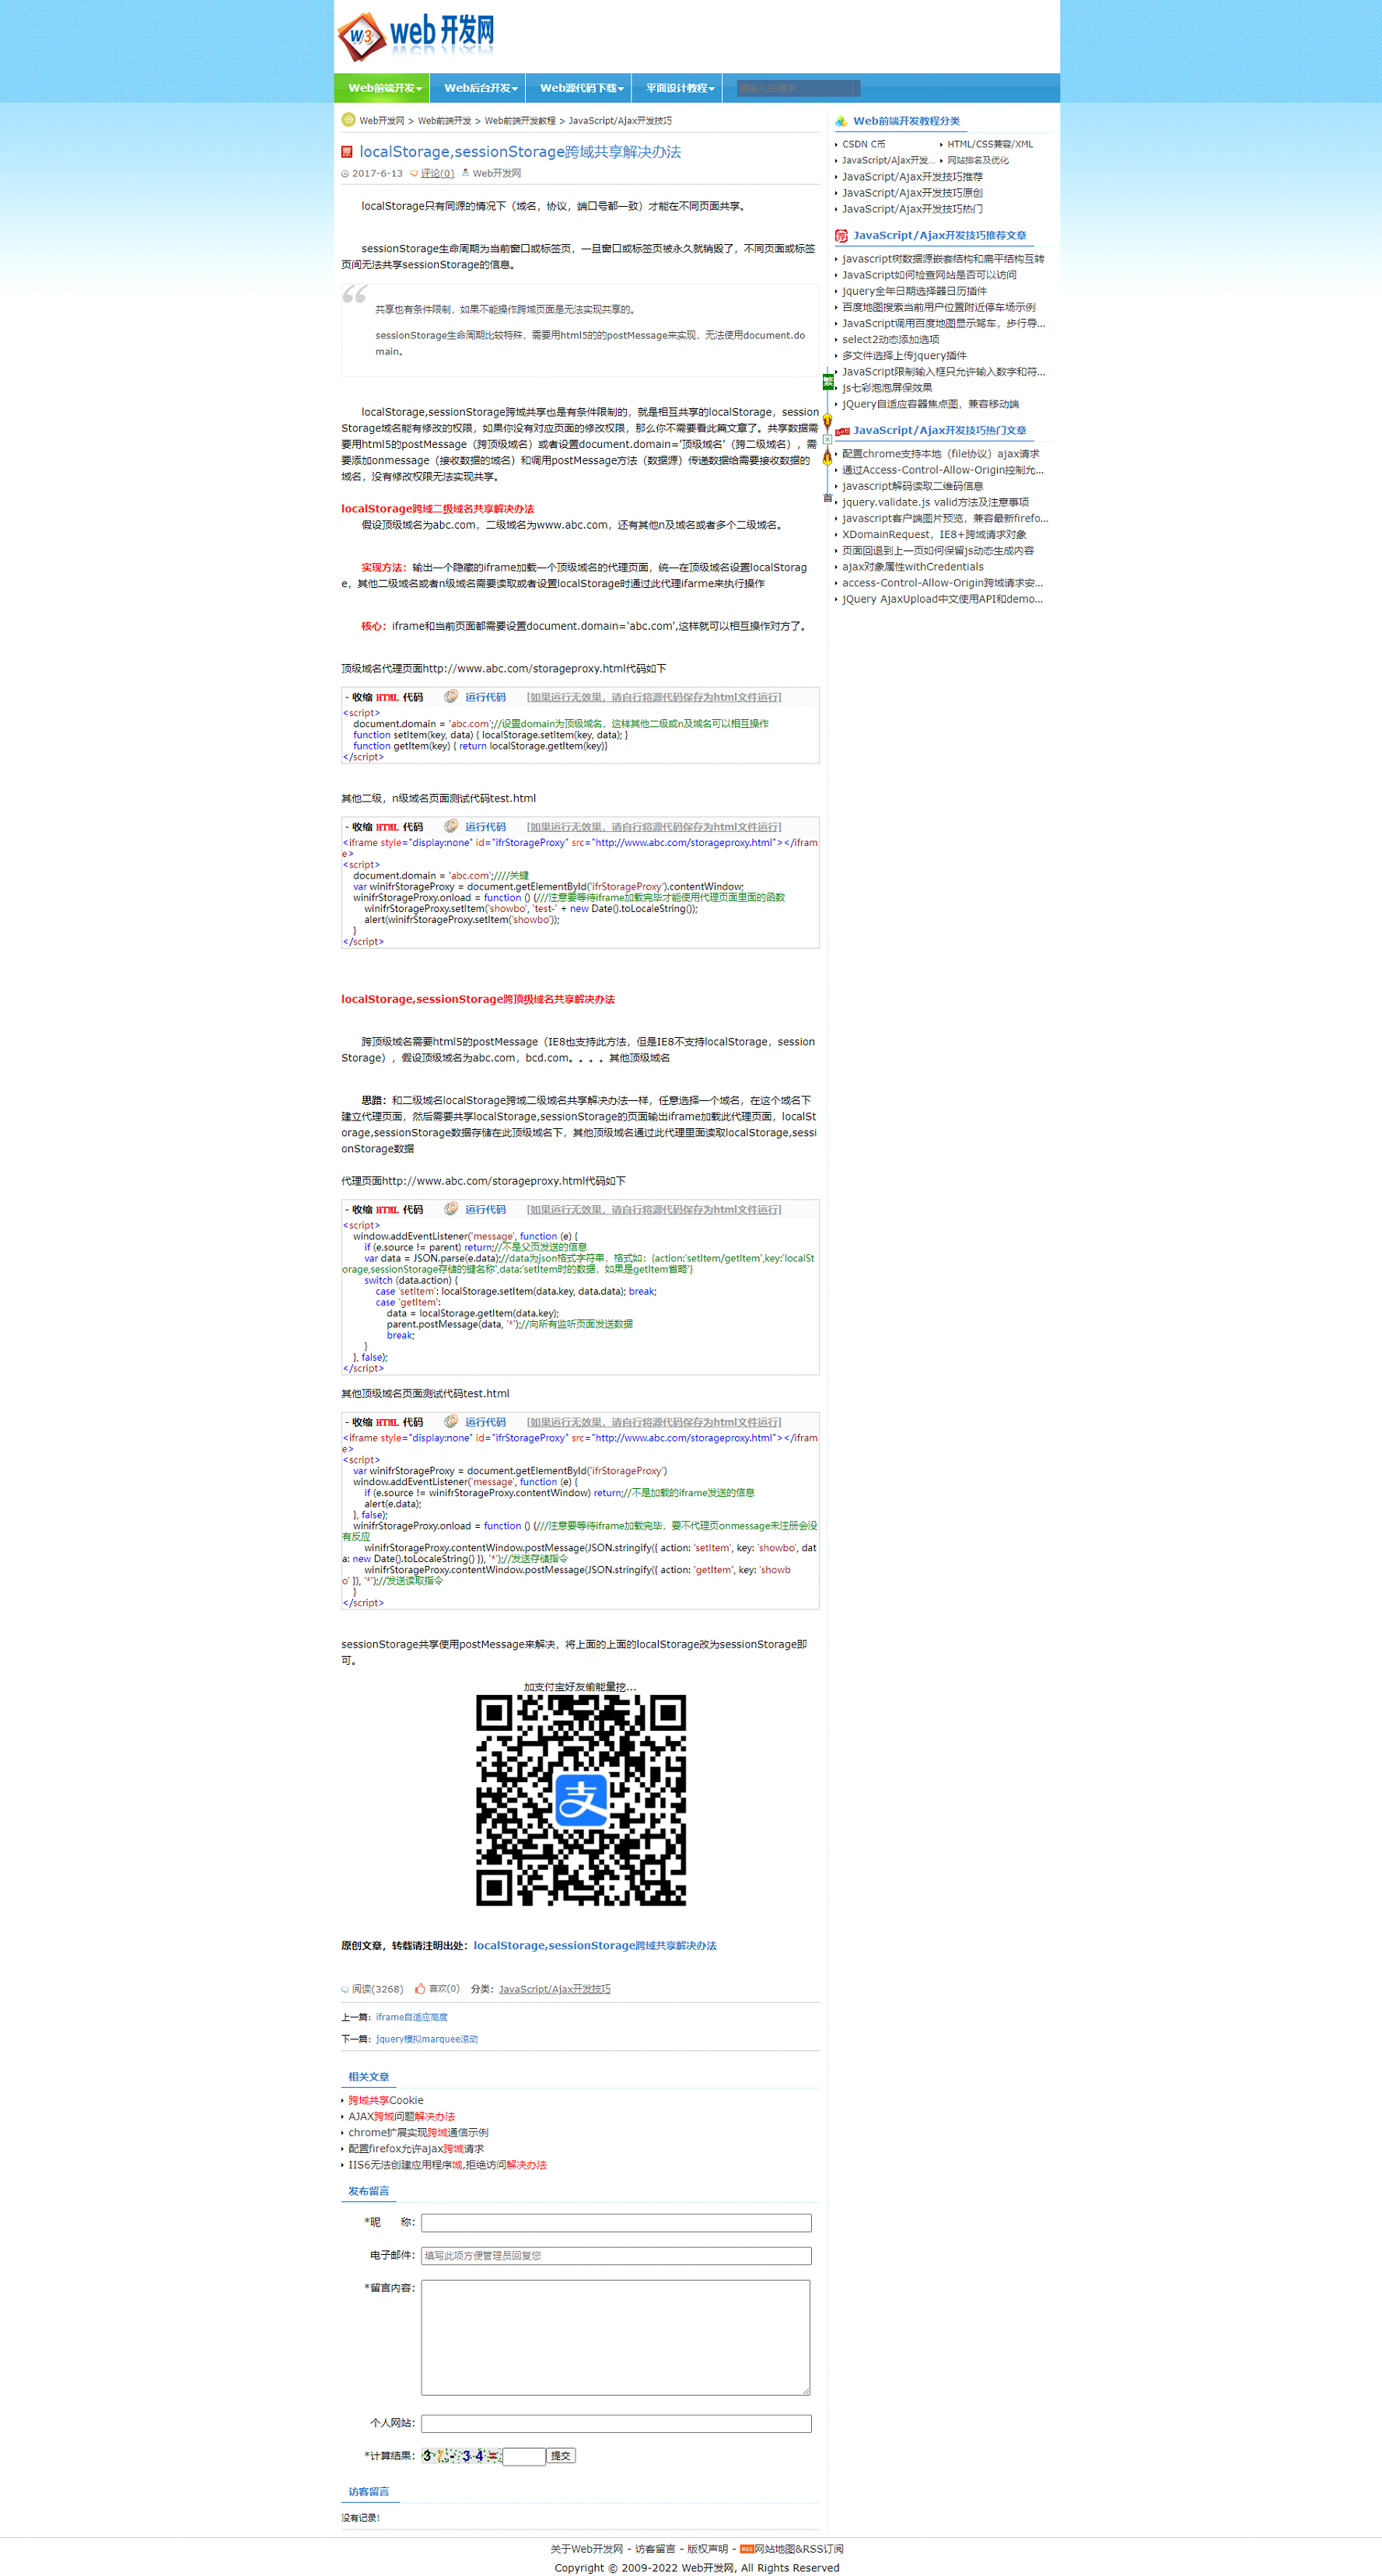 W3 web 开发网
Web前端开发 Web后台开发 Web源代码下载 平面设计教程 请输入关键字...
Web开发网 > Web前端开发 > Web前端开发教程 > JavaScript/Ajax开发技巧
原 localStorage,sessionStorage跨域共享解决办法
2017-6-13 评论(0) Web开发网
localStorage只有同源的情况下（域名，协议，端口号都一致）才能在不同页面共享。
sessionStorage生命周期为当前窗口或标签页，一旦窗口或标签页被永久就销毁了，不同页面或标签
页间无法共享sessionStorage的信息。
共享也有条件限制，如果不能操作跨域页面是无法实现共享的。
sessionStorage生命周期比较特殊，需要用html5的的postMessage来实现，无法使用document.do
main。
localStorage,sessionStorage跨域共享也是有条件限制的，就是相互共享的localStorage，session
Storage域名能有修改的权限，如果你没有对应页面的修改权限，那么你不需要看此篇文章了。共享数据需
要用html5的postMessage（跨顶级域名）或者设置document.domain='顶级域名'（跨二级域名），需
要添加onmessage（接收数据的域名）和调用postMessage方法（数据源）传递数据给需要接收数据的
域名，没有修改权限无法实现共享。
localStorage跨域二级域名共享解决办法
假设顶级域名为abc.com，二级域名为www.abc.com，还有其他n及域名或者多个二级域名。
实现方法：输出一个隐藏的iframe加载一个顶级域名的代理页面，统一在顶级域名设置localStorag
e，其他二级域名或者n级域名需要读取或者设置localStorage时通过此代理ifarme来执行操作
核心：iframe和当前页面都需要设置document.domain='abc.com',这样就可以相互操作对方了。
顶级域名代理页面http://www.abc.com/storageproxy.html代码如下
- 收缩 HTML 代码 运行代码 [如果运行无效果，请自行将源代码保存为html文件运行]
<script>
document.domain = 'abc.com';//设置domain为顶级域名，这样其他二级或n及域名可以相互操作
function setItem(key, data) { localStorage.setItem(key, data); }
function getItem(key) { return localStorage.getItem(key)}
</script>
其他二级，n级域名页面测试代码test.html
- 收缩 HTML 代码 运行代码 [如果运行无效果，请自行将源代码保存为html文件运行]
<iframe style="display:none" id="ifrStorageProxy" src="http://www.abc.com/storageproxy.html"></ifram
e>
<script>
document.domain = 'abc.com';////关键
var winifrStorageProxy = document.getElementById('ifrStorageProxy').contentWindow;
winifrStorageProxy.onload = function () {///注意要等待iframe加载完毕才能使用代理页面里面的函数
winifrStorageProxy.setItem('showbo', 'test-' + new Date().toLocaleString());
alert(winifrStorageProxy.setItem('showbo'));
}
</script>
localStorage,sessionStorage跨顶级域名共享解决办法
跨顶级域名需要html5的postMessage（IE8也支持此方法，但是IE8不支持localStorage，session
Storage），假设顶级域名为abc.com，bcd.com。。。。其他顶级域名
思路：和二级域名localStorage跨域二级域名共享解决办法一样，任意选择一个域名，在这个域名下
建立代理页面，然后需要共享localStorage,sessionStorage的页面输出iframe加载此代理页面，localSt
orage,sessionStorage数据存储在此顶级域名下，其他顶级域名通过此代理里面读取localStorage,sessi
onStorage数据
代理页面http://www.abc.com/storageproxy.html代码如下
- 收缩 HTML 代码 运行代码 [如果运行无效果，请自行将源代码保存为html文件运行]
<script>
window.addEventListener('message', function (e) {
if (e.source != parent) return;//不是父页发送的信息
var data = JSON.parse(e.data);//data为json格式字符串，格式如：{action:'setItem/getItem',key:'localSt
orage,sessionStorage存储的键名称',data:'setItem时的数据，如果是getItem省略'}
switch (data.action) {
case 'setItem': localStorage.setItem(data.key, data.data); break;
case 'getItem':
data = localStorage.getItem(data.key);
parent.postMessage(data, '*');//向所有监听页面发送数据
break;
}
}, false);
</script>
其他顶级域名页面测试代码test.html
- 收缩 HTML 代码 运行代码 [如果运行无效果，请自行将源代码保存为html文件运行]
<iframe style="display:none" id="ifrStorageProxy" src="http://www.abc.com/storageproxy.html"></ifram
e>
<script>
var winifrStorageProxy = document.getElementById('ifrStorageProxy')
window.addEventListener('message', function (e) {
if (e.source != winifrStorageProxy.contentWindow) return;//不是加载的iframe发送的信息
alert(e.data);
}, false);
winifrStorageProxy.onload = function () {///注意要等待iframe加载完毕，要不代理页onmessage未注册会没
有反应
winifrStorageProxy.contentWindow.postMessage(JSON.stringify({ action: 'setItem', key: 'showbo', dat
a: new Date().toLocaleString() }), '*');//发送存储指令
winifrStorageProxy.contentWindow.postMessage(JSON.stringify({ action: 'getItem', key: 'showb
o' }), '*');//发送读取指令
}
</script>
sessionStorage共享使用postMessage来解决，将上面的上面的localStorage改为sessionStorage即
可。
加支付宝好友偷能量挖...
支
原创文章，转载请注明出处：localStorage,sessionStorage跨域共享解决办法
阅读(3268) 喜欢(0) 分类：JavaScript/Ajax开发技巧
上一篇：iframe自适应高度
下一篇：jquery模拟marquee滚动
相关文章
跨域共享Cookie
AJAX跨域问题解决办法
chrome扩展实现跨域通信示例
配置firefox允许ajax跨域请求
IIS6无法创建应用程序域,拒绝访问解决办法
发布留言
*昵 称：
电子邮件： 填写此项方便管理员回复您
*留言内容：
个人网站：
*计算结果： 37-34= 提交
访客留言
没有记录!
Web前端开发教程分类
CSDN C币 HTML/CSS兼容/XML
JavaScript/Ajax开发... 网站排名及优化
JavaScript/Ajax开发技巧推荐
JavaScript/Ajax开发技巧原创
JavaScript/Ajax开发技巧热门
荐 JavaScript/Ajax开发技巧推荐文章
javascript树数据源嵌套结构和扁平结构互转
JavaScript如何检查网站是否可以访问
jquery全年日期选择器日历插件
百度地图搜索当前用户位置附近停车场示例
JavaScript调用百度地图显示驾车，步行导...
select2动态添加选项
多文件选择上传jquery插件
JavaScript限制输入框只允许输入数字和符...
js七彩泡泡屏保效果
jQuery自适应容器焦点图，兼容移动端
JavaScript/Ajax开发技巧热门文章
配置chrome支持本地（file协议）ajax请求
通过Access-Control-Allow-Origin控制允...
javascript解码读取二维码信息
jquery.validate.js valid方法及注意事项
javascript客户端图片预览，兼容最新firefo...
XDomainRequest，IE8+跨域请求对象
页面回退到上一页如何保留js动态生成内容
ajax对象属性withCredentials
access-Control-Allow-Origin跨域请求安...
jQuery AjaxUpload中文使用API和demo...
繁
首
关于Web开发网 - 访客留言 - 版权声明 - RSS网站地图&RSS订阅
Copyright © 2009-2022 Web开发网, All Rights Reserved